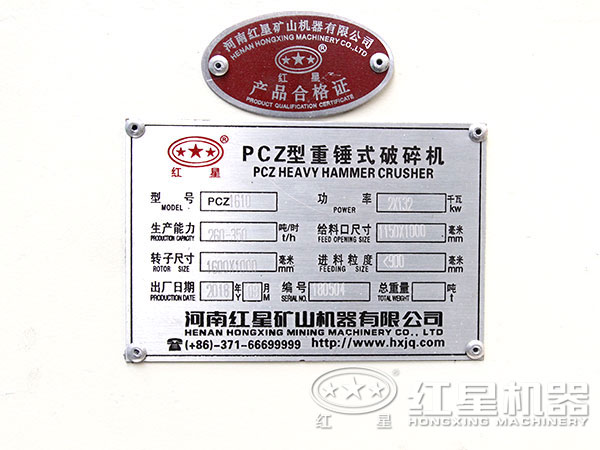 河南红星矿山机器有限公司
HENAN HONGXING MACHINERY CO.,LTD.
®
红 星
产品合格证
PRODUCT QUALIFICATION CERTIFICATE
® PCZ型重锤式破碎机
红 星 PCZ HEAVY HAMMER CRUSHER
型 号 MODEL PCZ1610 功 率 POWER 2X132 千瓦 kw
生产能力 PRODUCTION CAPACITY 260-350 吨/时 t/h 给料口尺寸 FEED OPENING SIZE 1150X1000 毫米 mm
转子尺寸 ROTOR SIZE 1600X1000 毫米 mm 进料粒度 FEEDING SIZE <900 毫米 mm
出厂日期 PRODUCTION DATE 2018 年 Y 09 月 M 编号 SERIAL NO. 180904 总重量 TOTAL WEIGHT 吨 t
河南红星矿山机器有限公司
HENAN HONGXING MINING MACHINERY CO., LTD.
☎(+86)-371-66699999 http://www.hxjq.com
® 红星机器
红 星 HONGXING MACHINERY